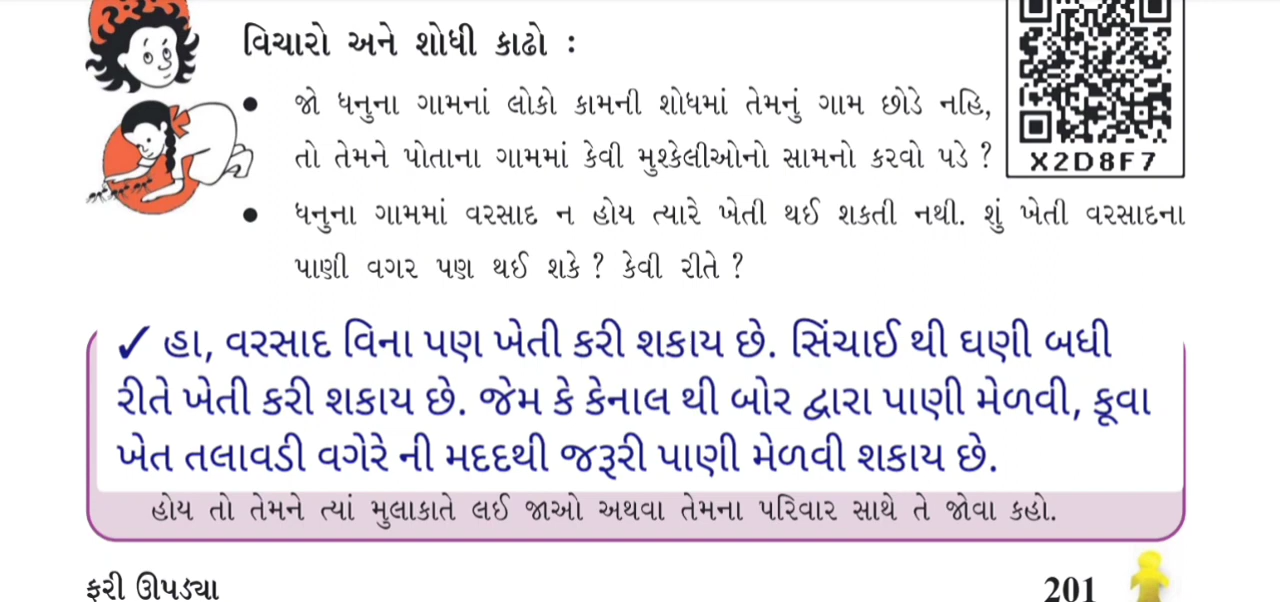 વિચારો અને શોધી કાઢો :
● જો ધનુના ગામનાં લોકો કામની શોધમાં તેમનું ગામ છોડે નહિ,
તો તેમને પોતાના ગામમાં કેવી મુશ્કેલીઓનો સામનો કરવો પડે ?
X2D8F7
● ધનુના ગામમાં વરસાદ ન હોય ત્યારે ખેતી થઈ શકતી નથી. શું ખેતી વરસાદના
પાણી વગર પણ થઈ શકે ? કેવી રીતે ?
✓ હા, વરસાદ વિના પણ ખેતી કરી શકાય છે. સિંચાઈ થી ઘણી બધી
રીતે ખેતી કરી શકાય છે. જેમ કે કેનાલ થી બોર દ્વારા પાણી મેળવી, કૂવા
ખેત તલાવડી વગેરે ની મદદથી જરૂરી પાણી મેળવી શકાય છે.
હોય તો તેમને ત્યાં મુલાકાતે લઈ જાઓ અથવા તેમના પરિવાર સાથે તે જોવા કહો.
ફરી ઊપડ્યા
201